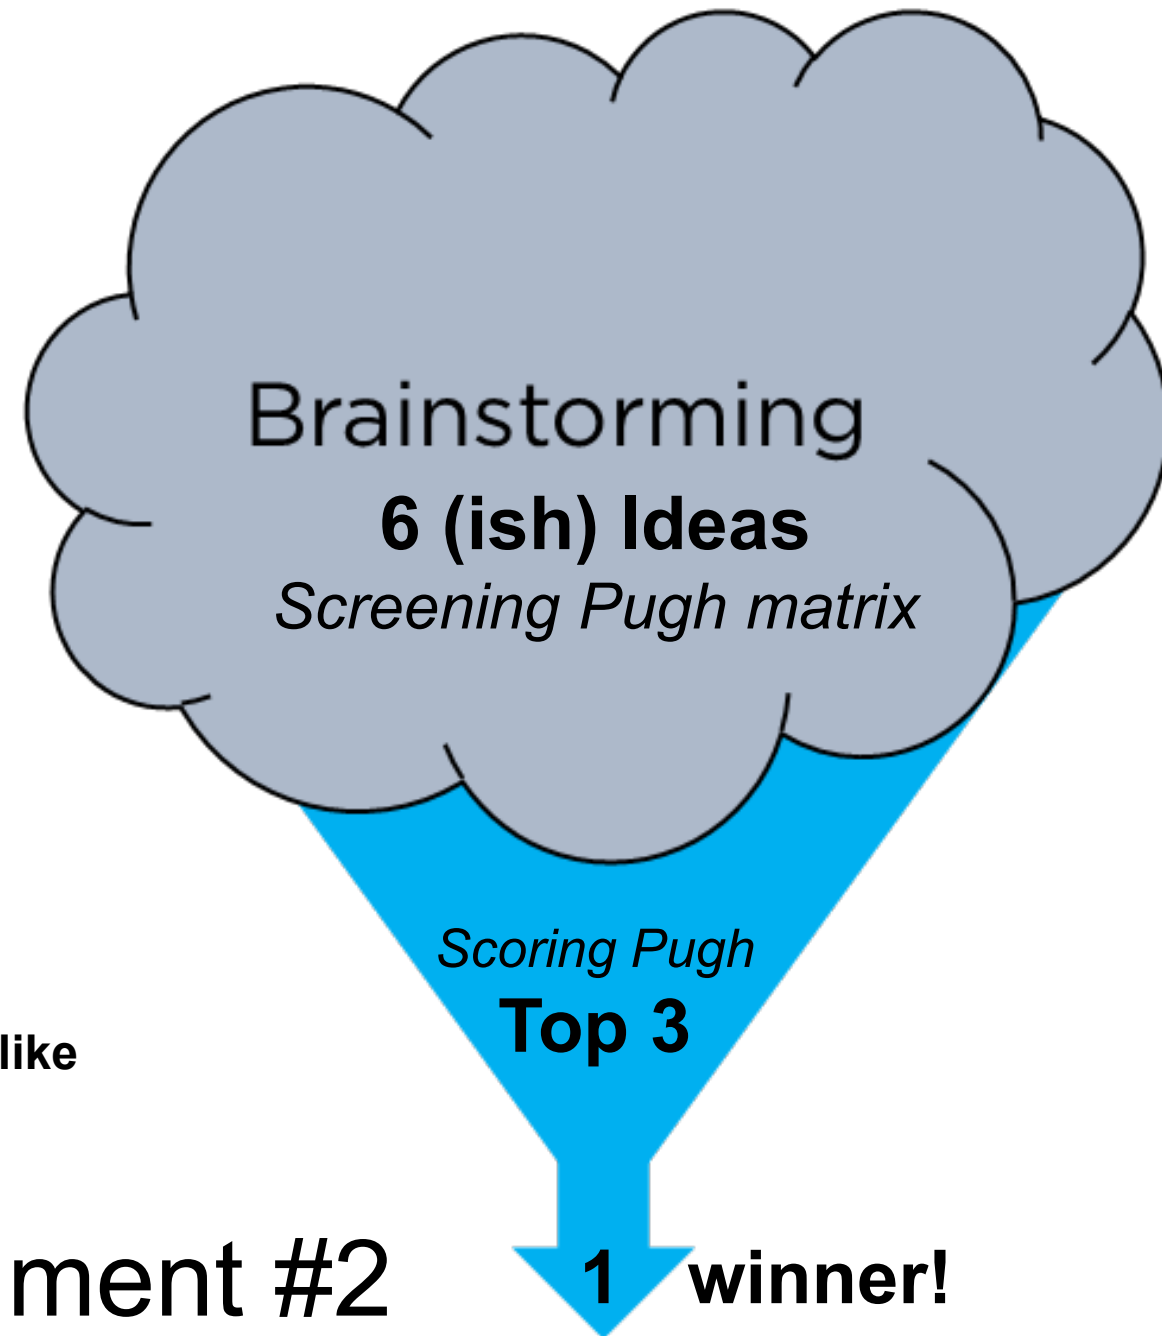 Brainstorming
6 (ish) Ideas
Screening Pugh matrix
Scoring Pugh
Top 3
like
ment #2
1 winner!